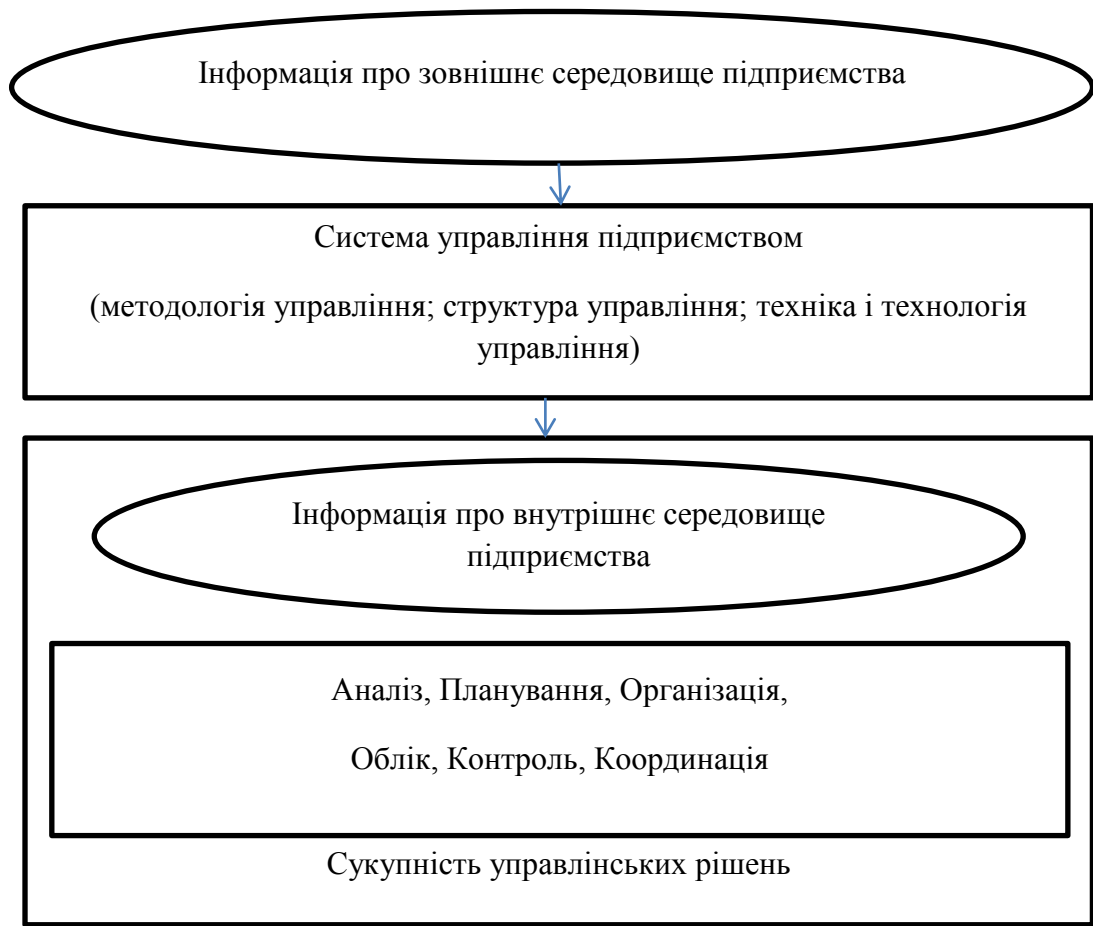 Інформація про зовнішнє середовище підприємства
Система управління підприємством
(методологія управління; структура управління; техніка і технологія
управління)
Інформація про внутрішнє середовище
підприємства
Аналіз, Планування, Організація,
Облік, Контроль, Координація
Сукупність управлінських рішень